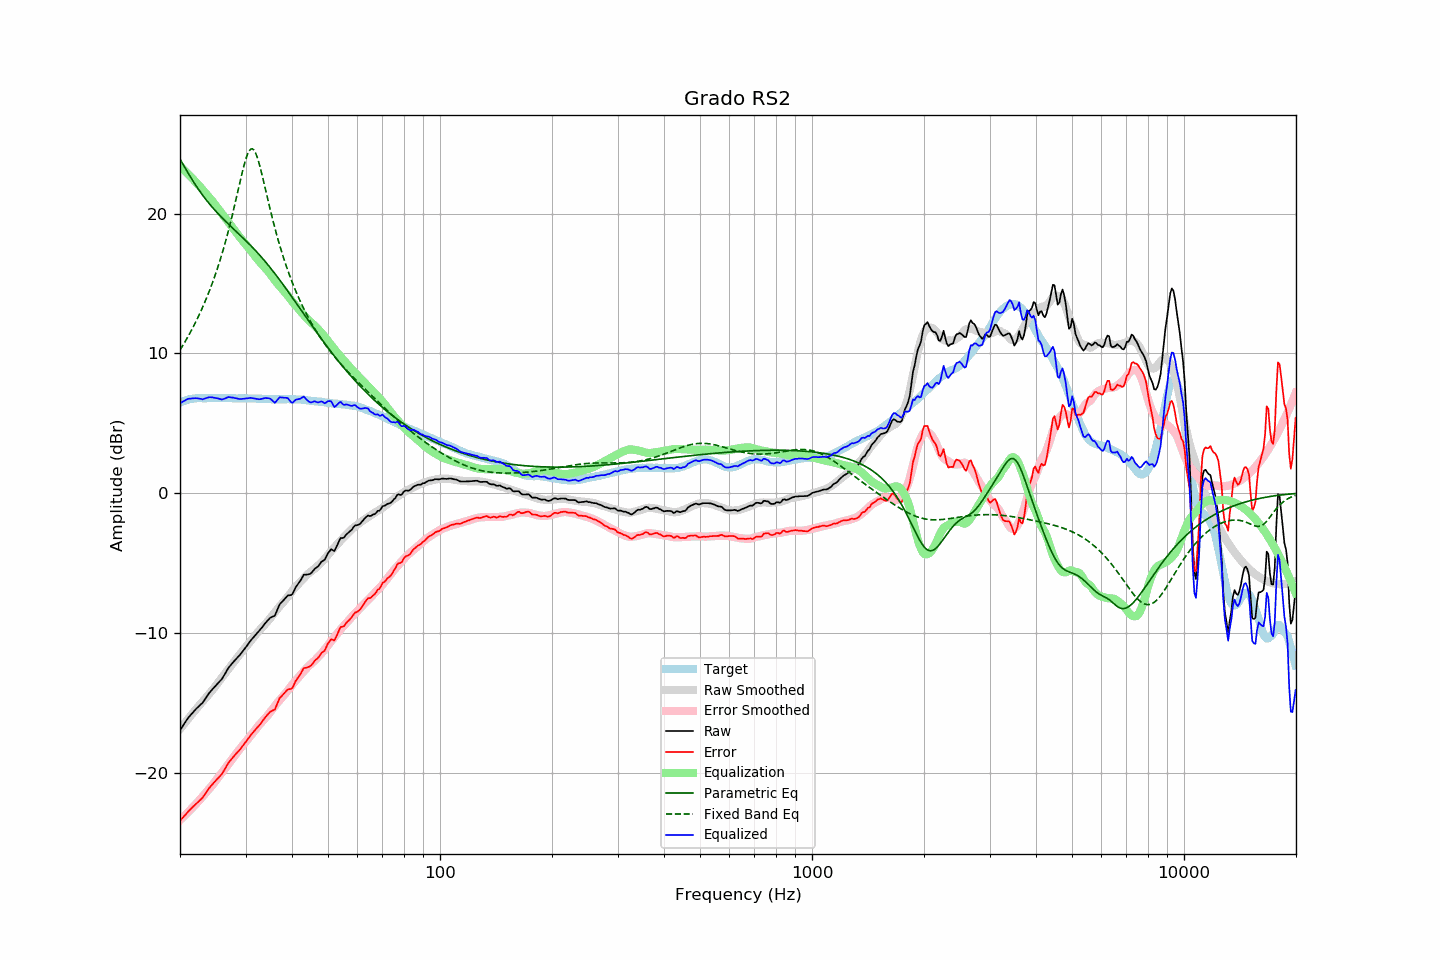 Grado RS2
Amplitude (dBr)
20
10
0
−10
−20
100
1000
10000
Frequency (Hz)
Target
Raw Smoothed
Error Smoothed
Raw
Error
Equalization
Parametric Eq
Fixed Band Eq
Equalized